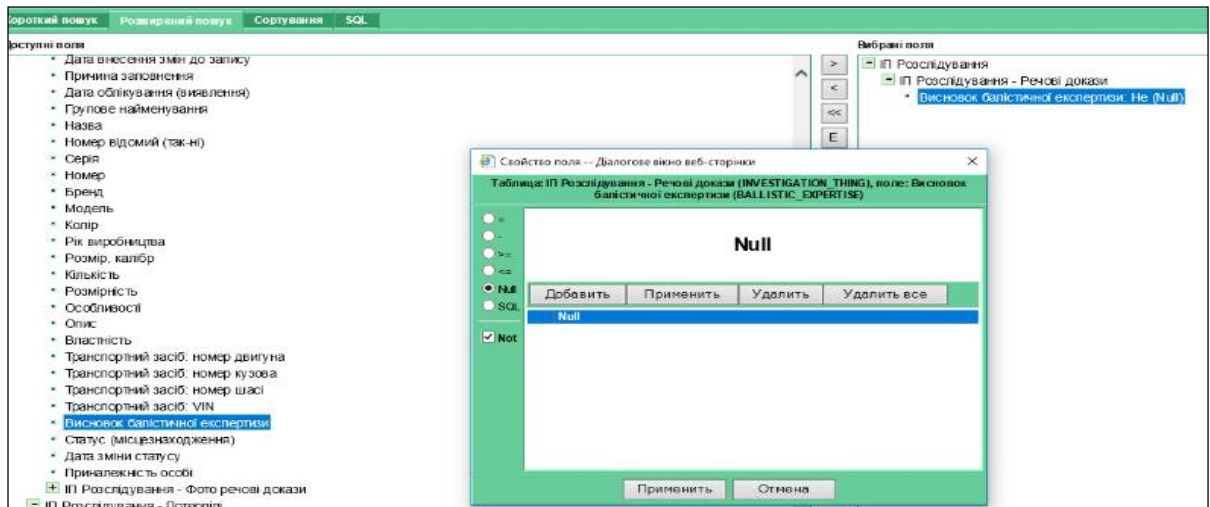 Короткий пошук Розширений пошук Сортування SQL
Доступні поля
Дата внесення змін до запису
Причина заповнення
Дата облікування (виявлення)
Групове найменування
Назва
Номер відомий (так-ні)
Серія
Номер
Бренд
Модель
Колір
Рік виробництва
Розмір, калібр
Кількість
Розмірність
Особливості
Опис
Властність
Транспортний засіб: номер двигуна
Транспортний засіб: номер кузова
Транспортний засіб: номер шасі
Транспортний засіб: VIN
Висновок балістичної експертизи
Статус (місцезнаходження)
Дата зміни статусу
Приналежність особі
ІП Розслідування - Фото речові докази
ІП Розслідування - Потерпілі
>
<
<<
E
Вибрані поля
ІП Розслідування
ІП Розслідування - Речові докази
Висновок балістичної експертизи: Не (Null)
Свойство поля -- Діалогове вікно веб-сторінки
Таблица: ІП Розслідування - Речові докази (INVESTIGATION_THING), поле: Висновок
балістичної експертизи (BALLISTIC_EXPERTISE)
=
-
>=
<=
Null
SQL
Not
Null
Добавить Применить Удалить Удалить все
Null
Применить Отмена